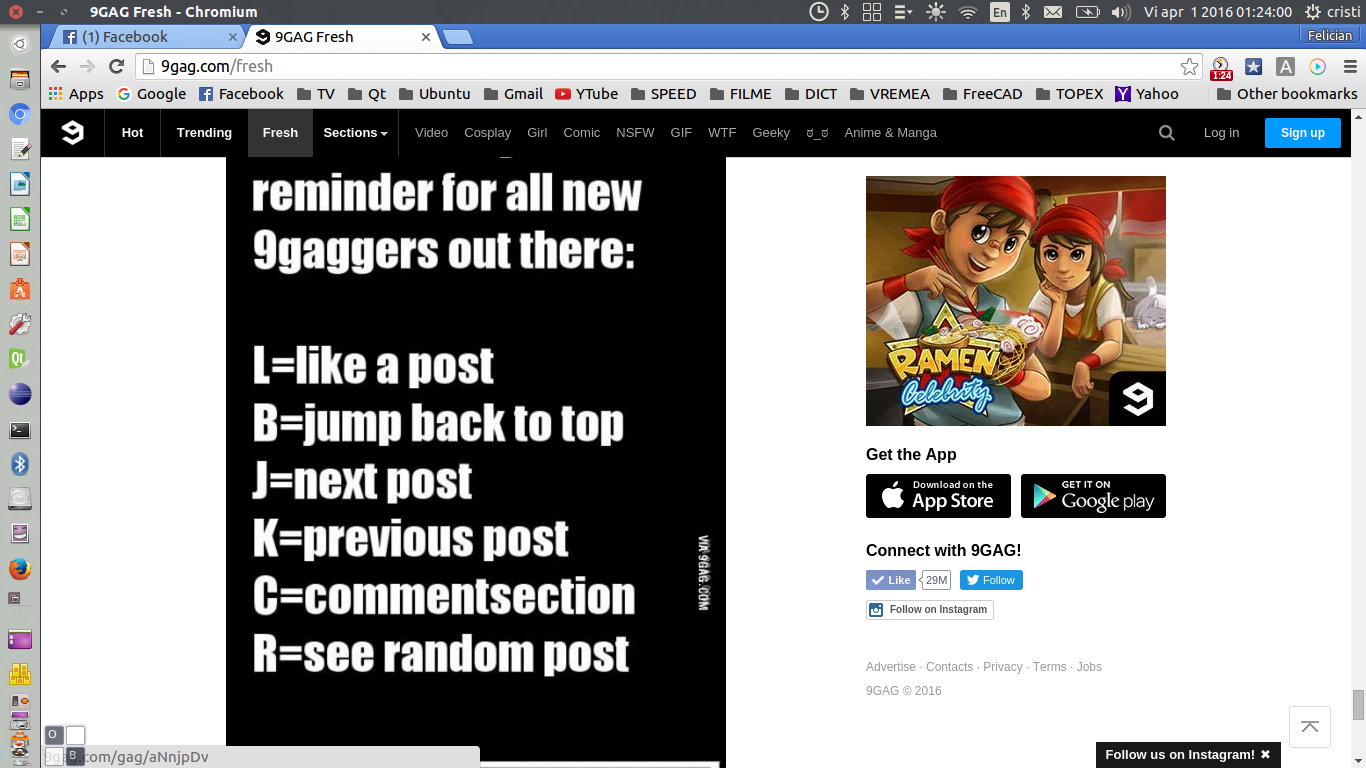 9GAG Fresh - Chromium
En
Vi apr 1 2016 01:24:00
cristi
(1) Facebook
9GAG Fresh
Felician
9gag.com/fresh
1:24
A
Apps
Google
Facebook
TV
Qt
Ubuntu
Gmail
YTube
SPEED
FILME
DICT
VREMEA
FreeCAD
TOPEX
Yahoo
Other bookmarks
Hot
Trending
Fresh
Sections
Video
Cosplay
Girl
Comic
NSFW
GIF
WTF
Geeky
ಠ_ಠ
Anime & Manga
Log in
Sign up
reminder for all new
9gaggers out there:
L=like a post
B=jump back to top
J=next post
K=previous post
C=commentsection
R=see random post
VIA 9GAG.COM
RAMEN
Celebrity
Get the App
Download on the
App Store
GET IT ON
Google play
Connect with 9GAG!
Like
29M
Follow
Follow on Instagram
Advertise · Contacts · Privacy · Terms · Jobs
9GAG © 2016
Qt
O
B
9gag.com/gag/aNnjpDv
Follow us on Instagram! ✖